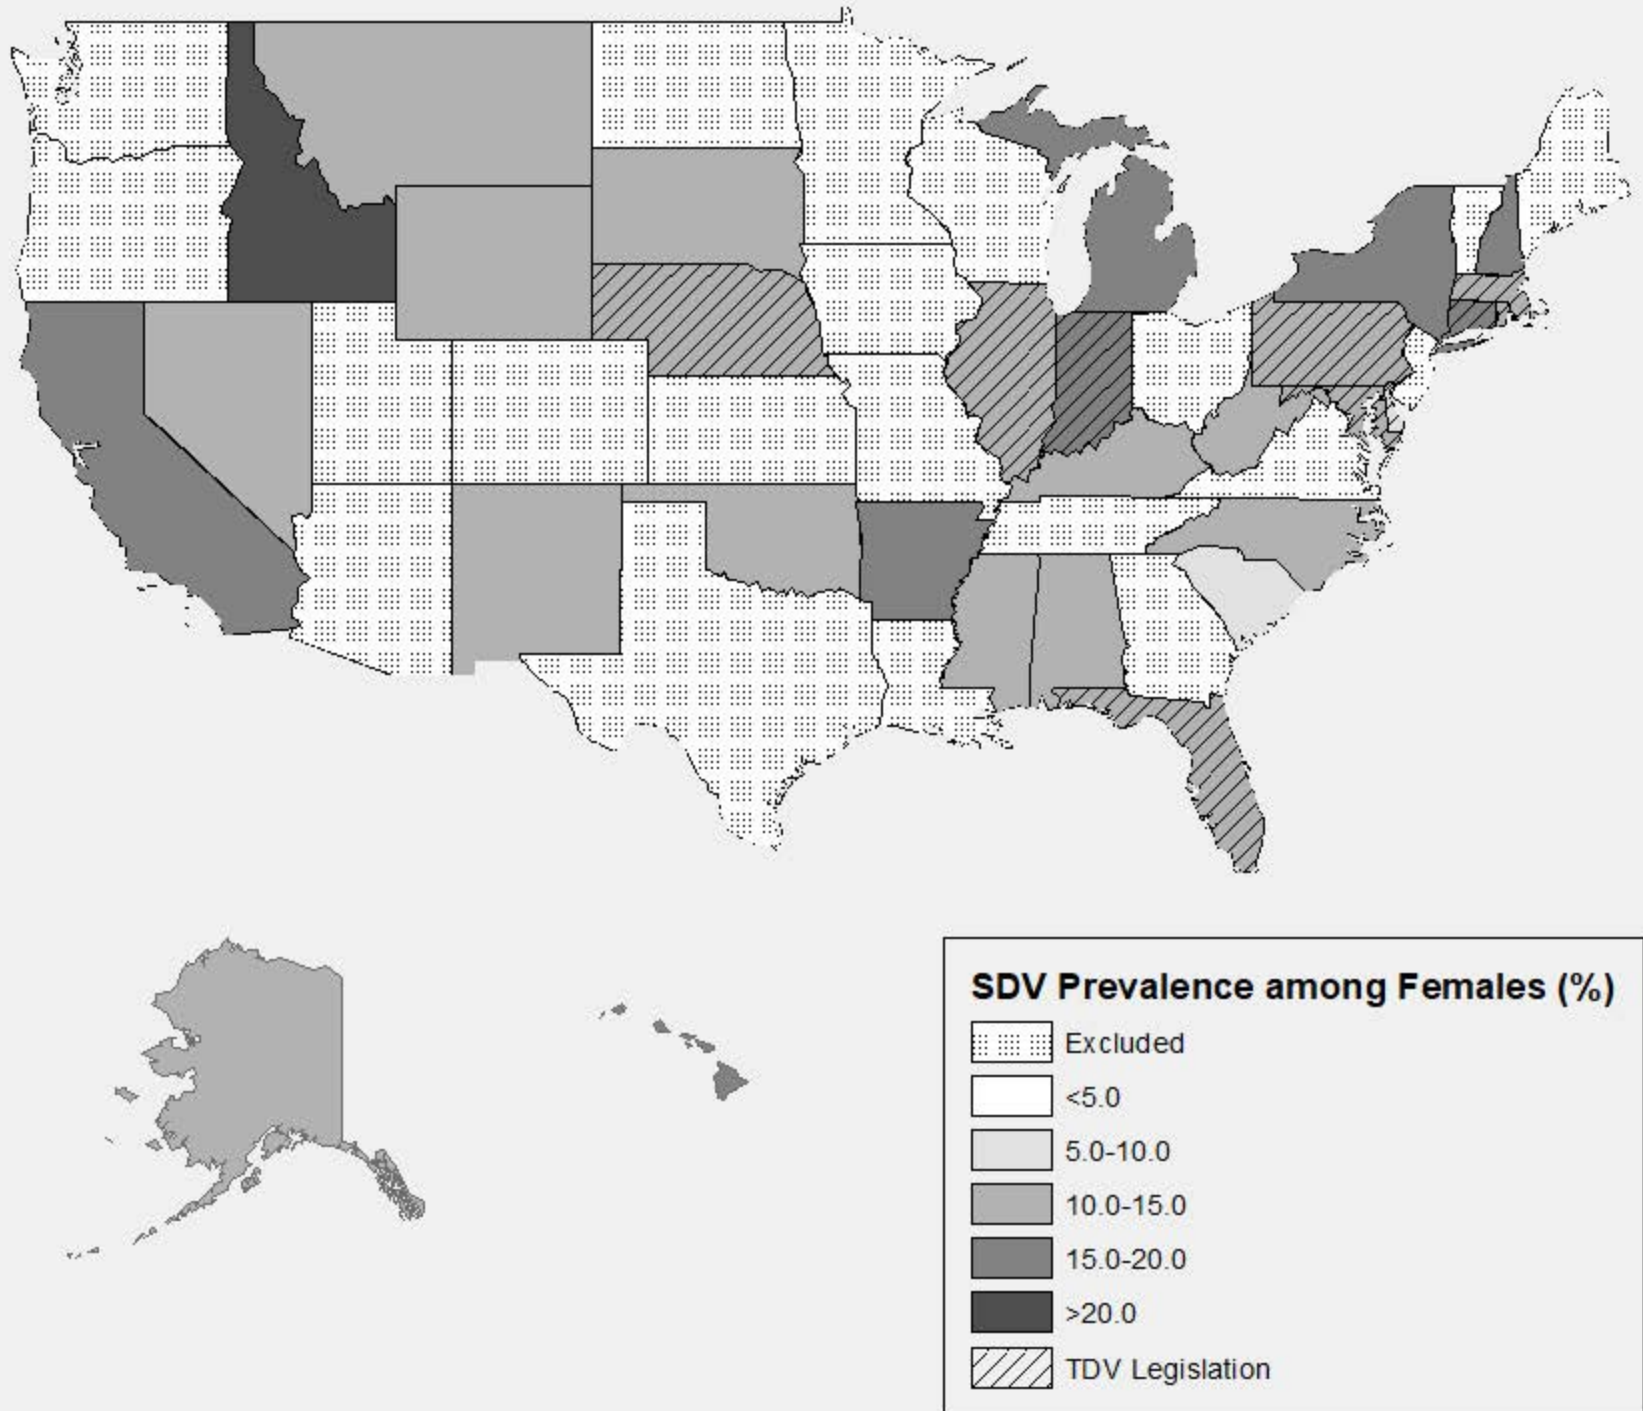 SDV Prevalence among Females (%)
Excluded
<5.0
5.0-10.0
10.0-15.0
15.0-20.0
>20.0
TDV Legislation